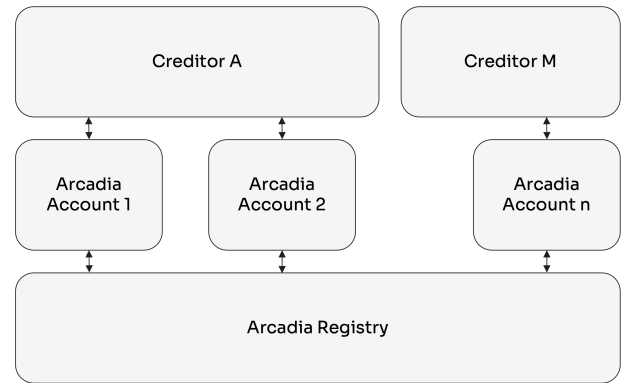 Creditor A
Creditor M
Arcadia
Account 1
Arcadia
Account 2
Arcadia
Account n
Arcadia Registry